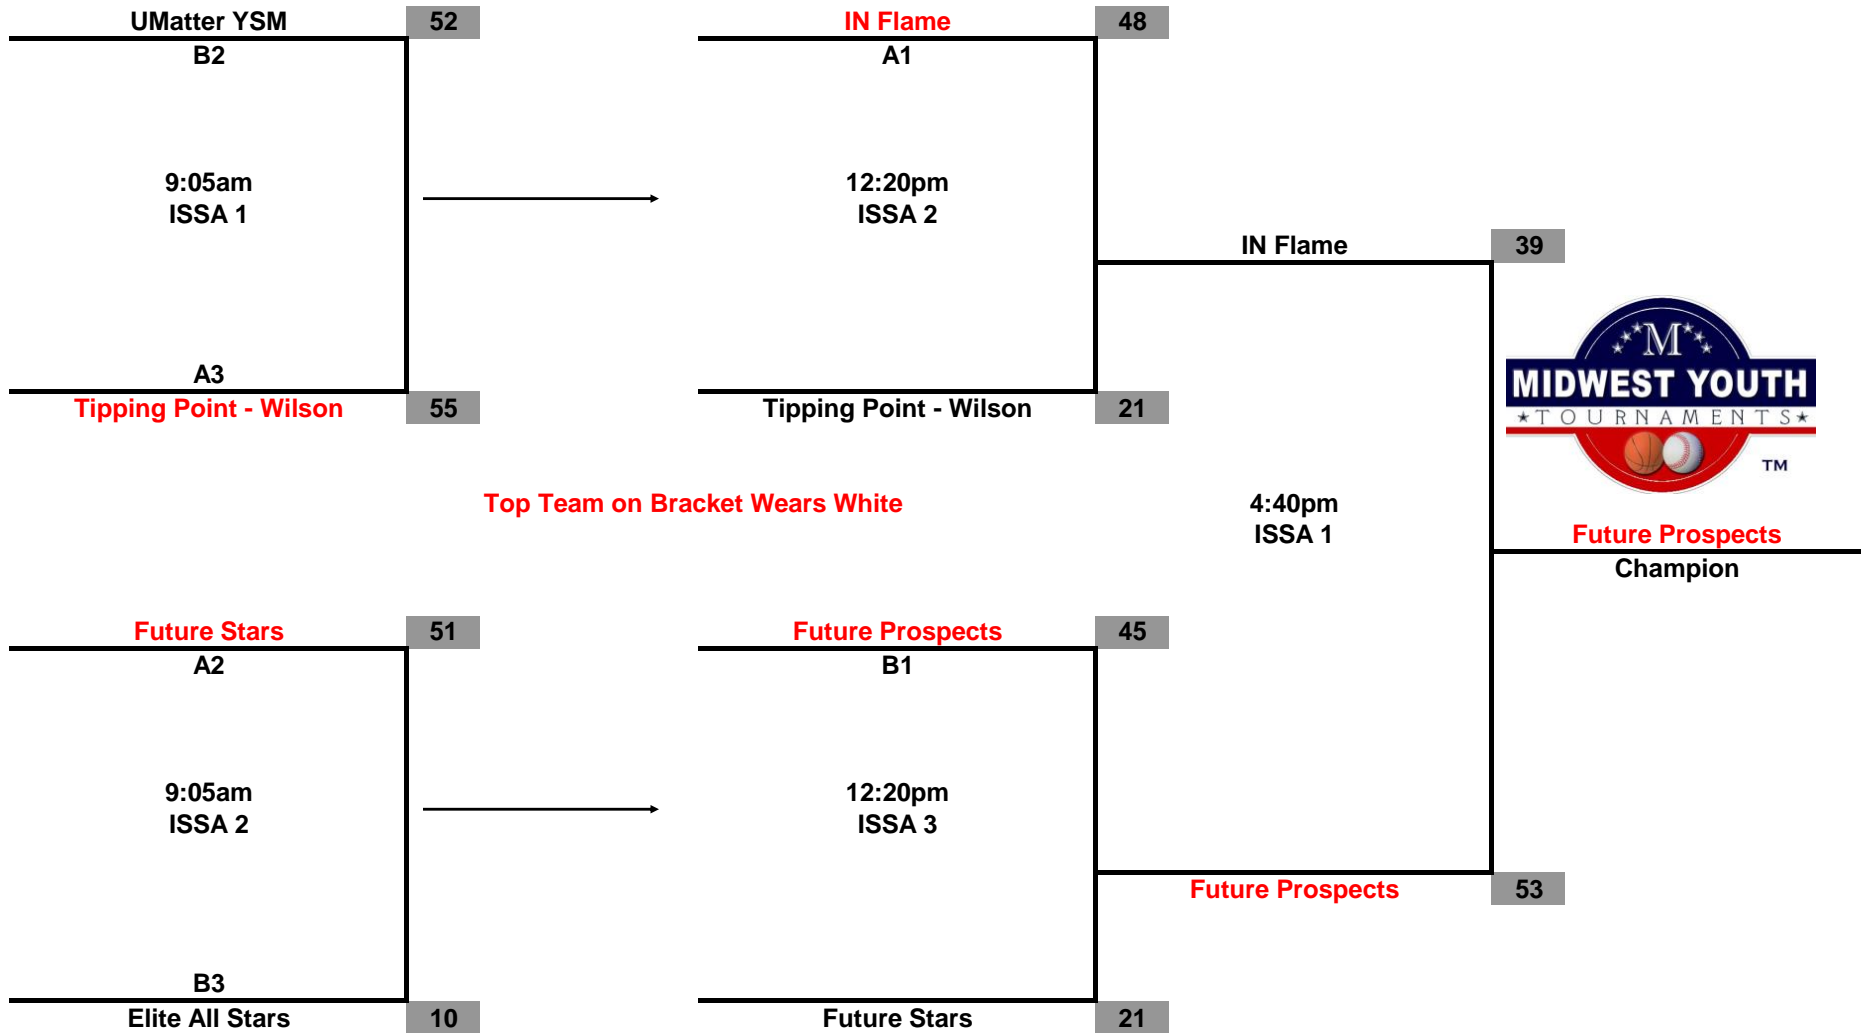 UMatter YSM 52
B2
9:05am
ISSA 1
A3
Tipping Point - Wilson 55
IN Flame 48
A1
12:20pm
ISSA 2
Tipping Point - Wilson 21
IN Flame 39
Top Team on Bracket Wears White
4:40pm
ISSA 1
M
MIDWEST YOUTH
★TOURNAMENTS★
TM
Future Prospects
Champion
Future Stars 51
A2
9:05am
ISSA 2
B3
Elite All Stars 10
Future Prospects 45
B1
12:20pm
ISSA 3
Future Stars 21
Future Prospects 53